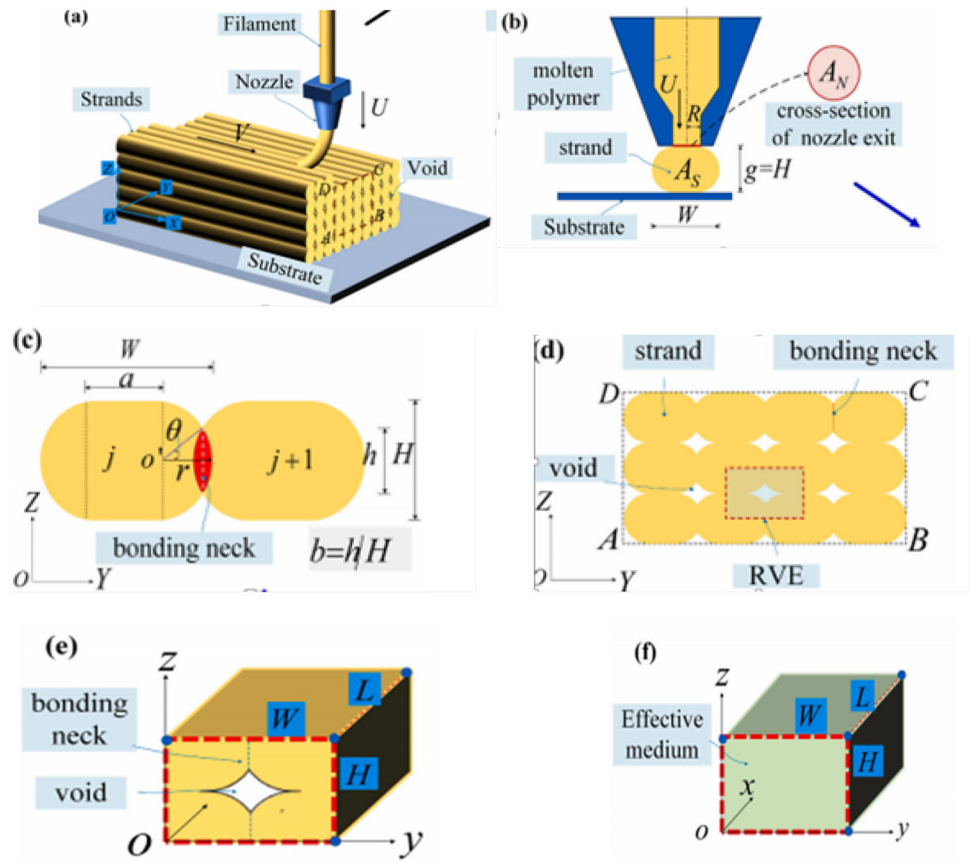 (a)
Filament
Nozzle
U
Strands
V
Void
Z
Y
O
X
D
C
B
A
Substrate
(b)
molten
polymer
U
R
A_N
cross-section
of nozzle exit
strand
A_S
g=H
Substrate
W
(c)
W
a
θ
j
o'
r
j+1
h
H
Z
bonding neck
b=h/H
O
Y
(d)
strand
bonding neck
D
C
void
Z
A
B
O
Y
RVE
(e)
z
bonding
neck
L
W
void
H
O
y
(f)
z
L
Effective
medium
W
H
x
o
y